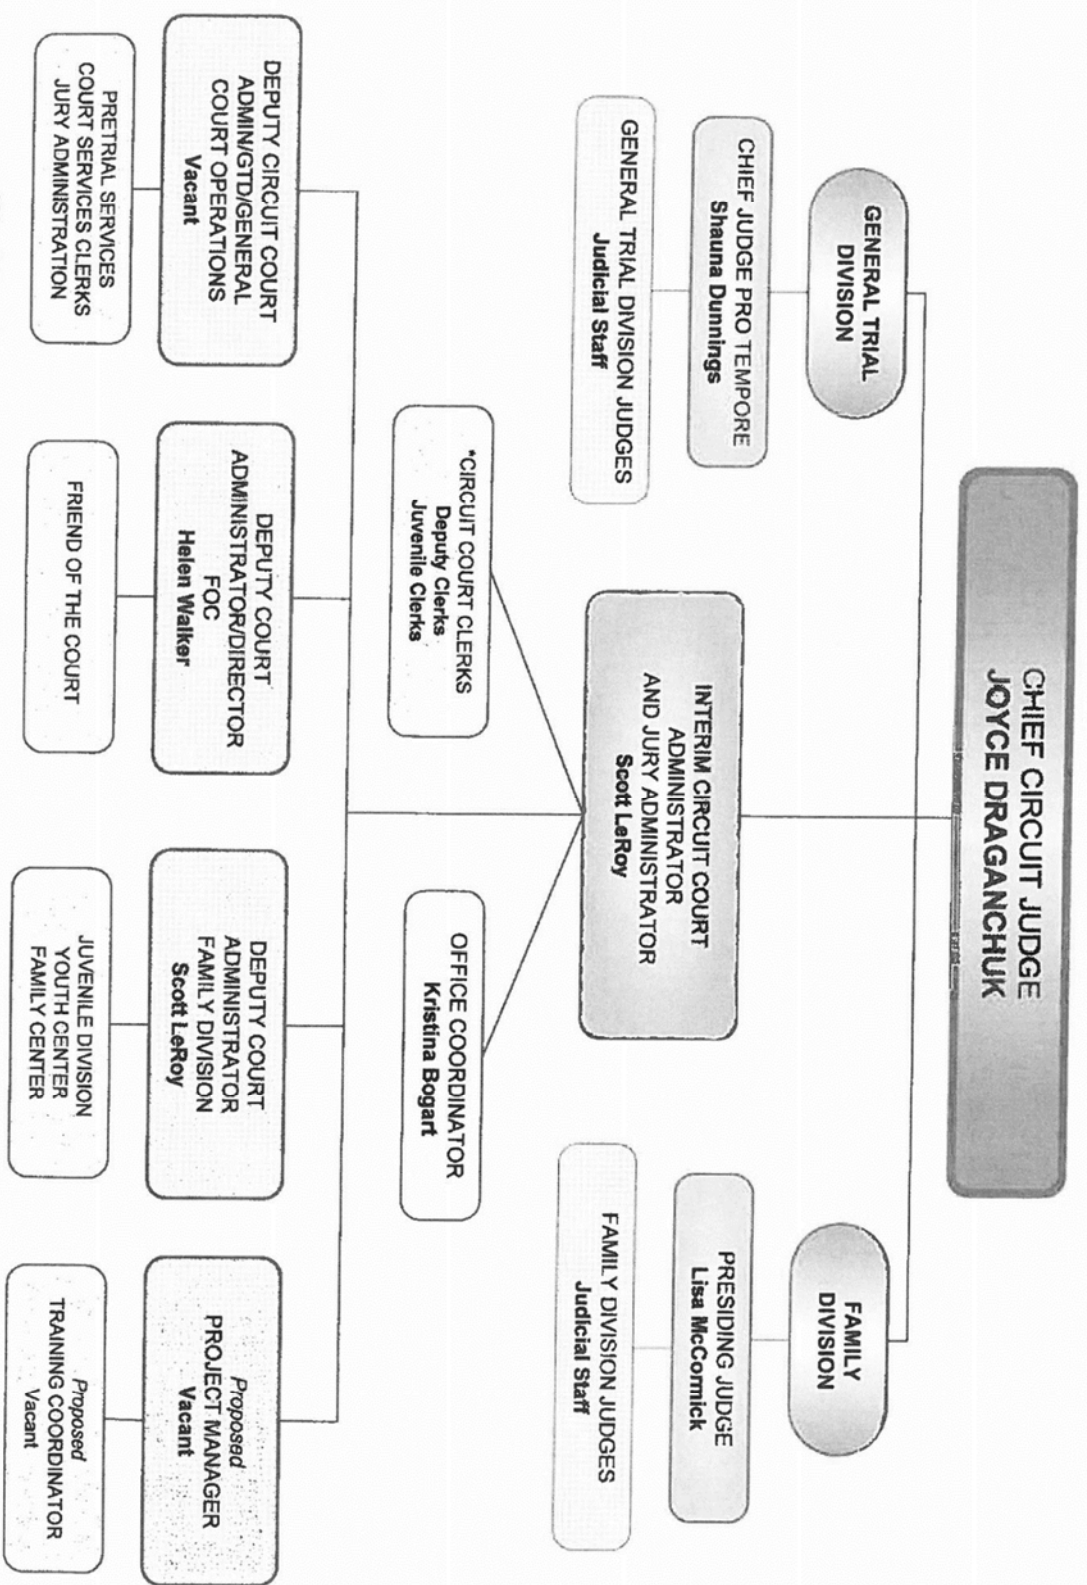 CHIEF CIRCUIT JUDGE
JOYCE DRAGANCHUK
GENERAL TRIAL
DIVISION
CHIEF JUDGE PRO TEMPORE
Shauna Dunnings
GENERAL TRIAL DIVISION JUDGES
Judicial Staff
FAMILY
DIVISION
PRESIDING JUDGE
Lisa McCormick
FAMILY DIVISION JUDGES
Judicial Staff
INTERIM CIRCUIT COURT
ADMINISTRATOR
AND JURY ADMINISTRATOR
Scott LeRoy
*CIRCUIT COURT CLERKS
Deputy Clerks
Juvenile Clerks
OFFICE COORDINATOR
Kristina Bogart
DEPUTY CIRCUIT COURT
ADMIN/GTD/GENERAL
COURT OPERATIONS
Vacant
PRETRIAL SERVICES
COURT SERVICES CLERKS
JURY ADMINISTRATION
DEPUTY COURT
ADMINISTRATOR/DIRECTOR
FOC
Helen Walker
FRIEND OF THE COURT
DEPUTY COURT
ADMINISTRATOR
FAMILY DIVISION
Scott LeRoy
JUVENILE DIVISION
YOUTH CENTER
FAMILY CENTER
Proposed
PROJECT MANAGER
Vacant
Proposed
TRAINING COORDINATOR
Vacant